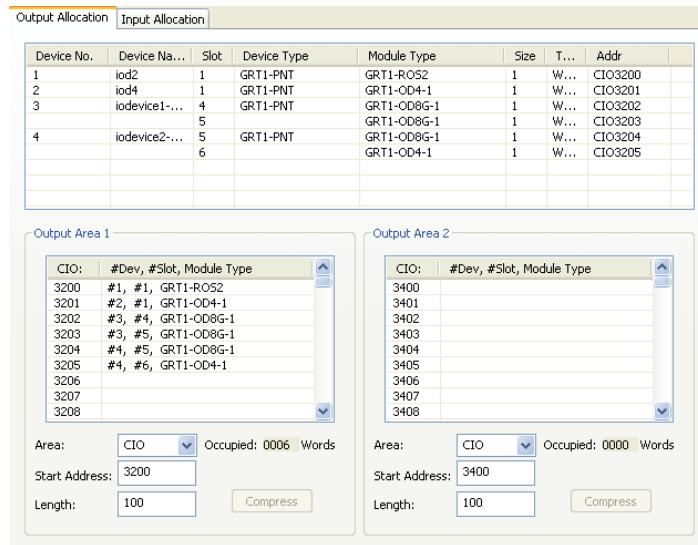 Output Allocation Input Allocation
Device No. Device Na... Slot Device Type Module Type Size T... Addr
1 iod2 1 GRT1-PNT GRT1-ROS2 1 W... CIO3200
2 iod4 1 GRT1-PNT GRT1-OD4-1 1 W... CIO3201
3 iodevice1-... 4 GRT1-PNT GRT1-OD8G-1 1 W... CIO3202
5 GRT1-OD8G-1 1 W... CIO3203
4 iodevice2-... 5 GRT1-PNT GRT1-OD8G-1 1 W... CIO3204
6 GRT1-OD4-1 1 W... CIO3205
Output Area 1
CIO: #Dev, #Slot, Module Type
3200 #1, #1, GRT1-ROS2
3201 #2, #1, GRT1-OD4-1
3202 #3, #4, GRT1-OD8G-1
3203 #3, #5, GRT1-OD8G-1
3204 #4, #5, GRT1-OD8G-1
3205 #4, #6, GRT1-OD4-1
3206
3207
3208
Area: CIO Occupied: 0006 Words
Start Address: 3200
Length: 100 Compress
Output Area 2
CIO: #Dev, #Slot, Module Type
3400
3401
3402
3403
3404
3405
3406
3407
3408
Area: CIO Occupied: 0000 Words
Start Address: 3400
Length: 100 Compress